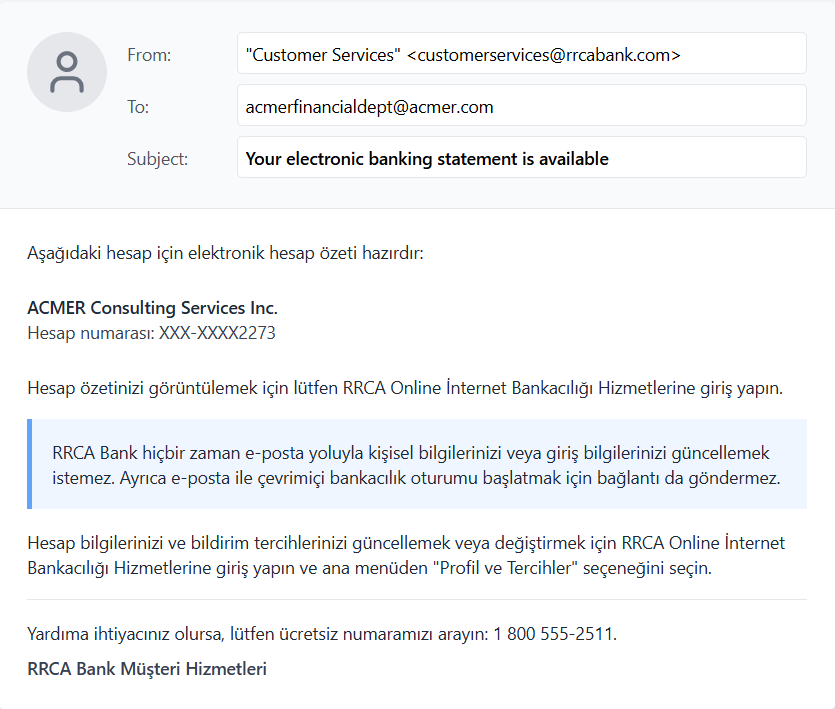 From:
"Customer Services" <customerservices@rrcabank.com>
To:
acmerfinancialdept@acmer.com
Subject:
Your electronic banking statement is available
Aşağıdaki hesap için elektronik hesap özeti hazırdır:
ACMER Consulting Services Inc.
Hesap numarası: XXX-XXXX2273
Hesap özetinizi görüntülemek için lütfen RRCA Online İnternet Bankacılığı Hizmetlerine giriş yapın.
RRCA Bank hiçbir zaman e-posta yoluyla kişisel bilgilerinizi veya giriş bilgilerinizi güncellemek
istemez. Ayrıca e-posta ile çevrimiçi bankacılık oturumu başlatmak için bağlantı da göndermez.
Hesap bilgilerinizi ve bildirim tercihlerinizi güncellemek veya değiştirmek için RRCA Online İnternet
Bankacılığı Hizmetlerine giriş yapın ve ana menüden "Profil ve Tercihler" seçeneğini seçin.
Yardıma ihtiyacınız olursa, lütfen ücretsiz numaramızı arayın: 1 800 555-2511.
RRCA Bank Müşteri Hizmetleri